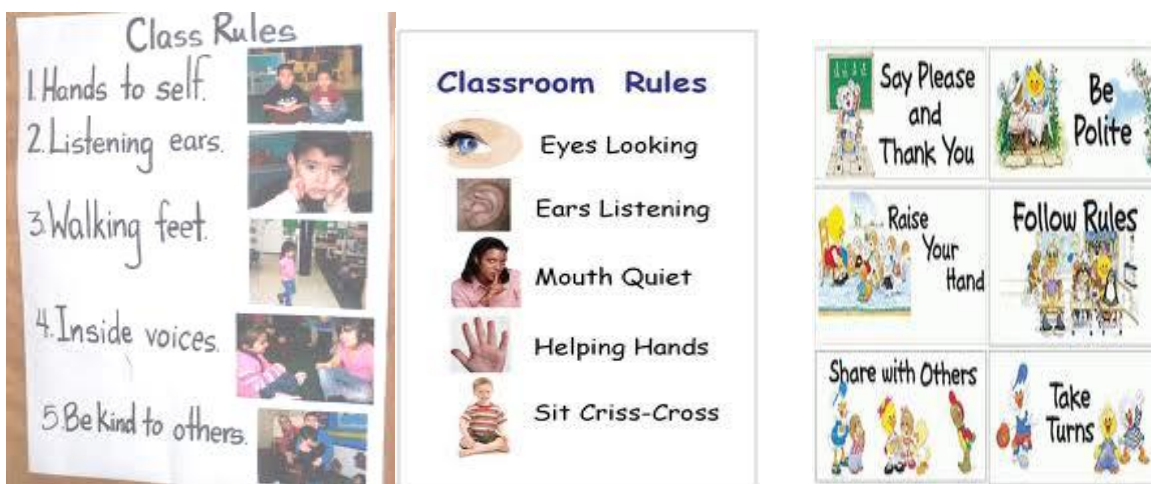 Class Rules
1. Hands to self.
2. Listening ears.
3. Walking feet.
4. Inside voices.
5. Be kind to others.
Classroom Rules
Eyes Looking
Ears Listening
Mouth Quiet
Helping Hands
Sit Criss-Cross
Say Please
and
Thank You
Be
Polite
Raise
Your
Hand
Follow Rules
Share with Others
Take
Turns